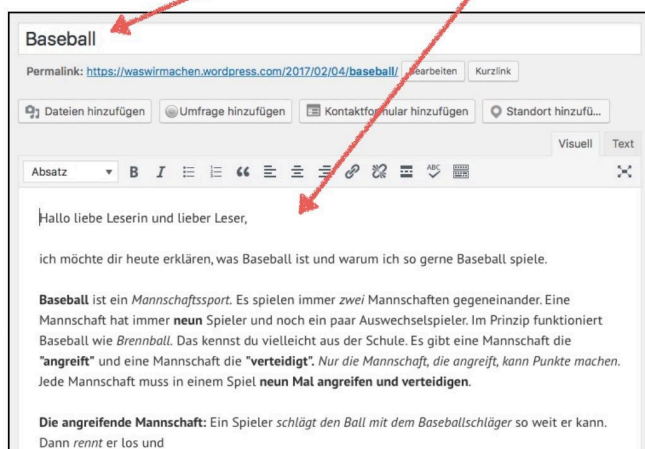 Baseball
Permalink: https://waswirmachen.wordpress.com/2017/02/04/baseball/ Bearbeiten Kurzlink
Dateien hinzufügen Umfrage hinzufügen Kontaktformular hinzufügen Standort hinzufü...
Visuell Text
Absatz B I “ ABC
Hallo liebe Leserin und lieber Leser,
ich möchte dir heute erklären, was Baseball ist und warum ich so gerne Baseball spiele.
Baseball ist ein Mannschaftssport. Es spielen immer zwei Mannschaften gegeneinander. Eine
Mannschaft hat immer neun Spieler und noch ein paar Auswechselspieler. Im Prinzip funktioniert
Baseball wie Brennball. Das kennst du vielleicht aus der Schule. Es gibt eine Mannschaft die
"angreift" und eine Mannschaft die "verteidigt". Nur die Mannschaft, die angreift, kann Punkte machen.
Jede Mannschaft muss in einem Spiel neun Mal angreifen und verteidigen.
Die angreifende Mannschaft: Ein Spieler schlägt den Ball mit dem Baseballschläger so weit er kann.
Dann rennt er los und